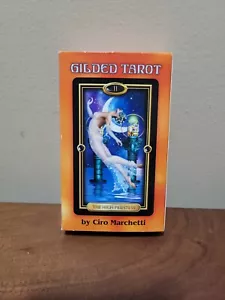 GILDED TAROT
II
THE HIGH PRIESTESS
by Ciro Marchetti